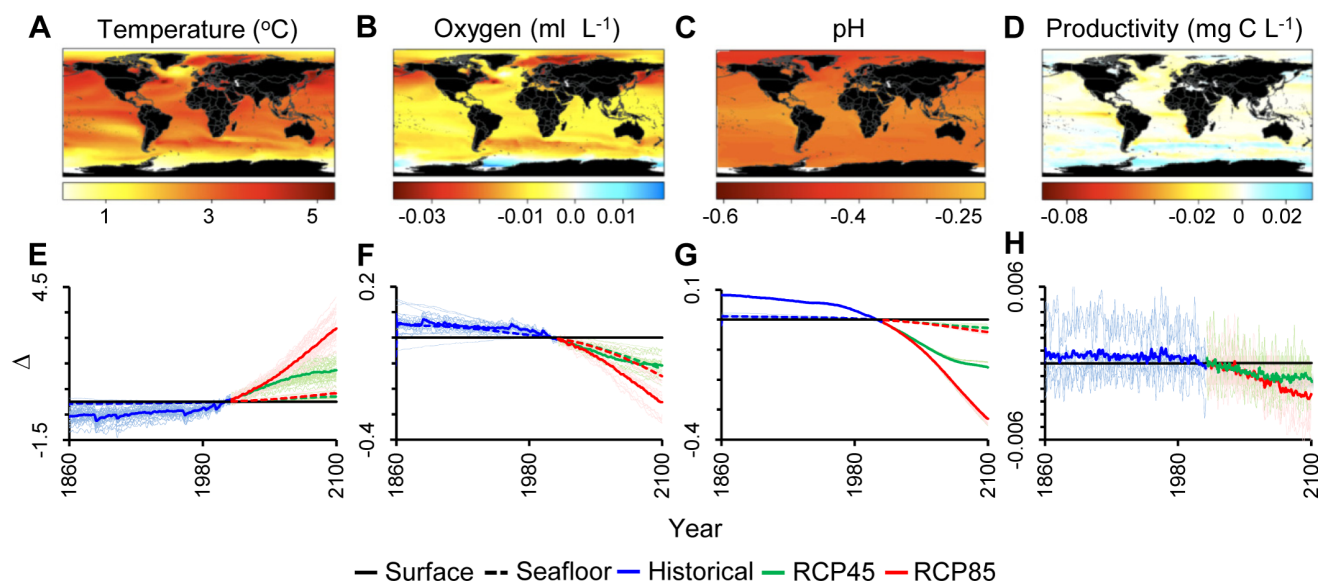 A Temperature (ºC)
B Oxygen (ml L⁻¹)
C pH
D Productivity (mg C L⁻¹)
1 3 5
-0.03 -0.01 0.0 0.01
-0.6 -0.4 -0.25
-0.08 -0.02 0 0.02
E F G H
Δ
4.5
-1.5
1860 1980 2100
0.2
-0.4
1860 1980 2100
0.1
-0.4
1860 1980 2100
0.006
-0.006
1860 1980 2100
Year
Surface Seafloor Historical RCP45 RCP85